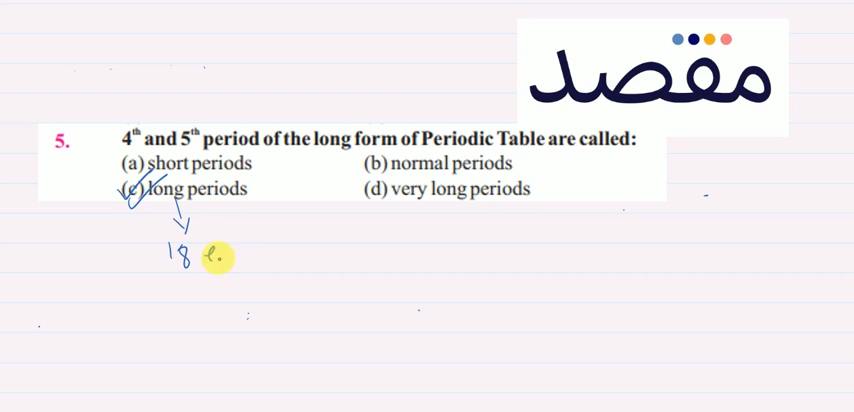 مقصد
5. 4th and 5th period of the long form of Periodic Table are called:
(a) short periods (b) normal periods
(c) long periods (d) very long periods
18 e.